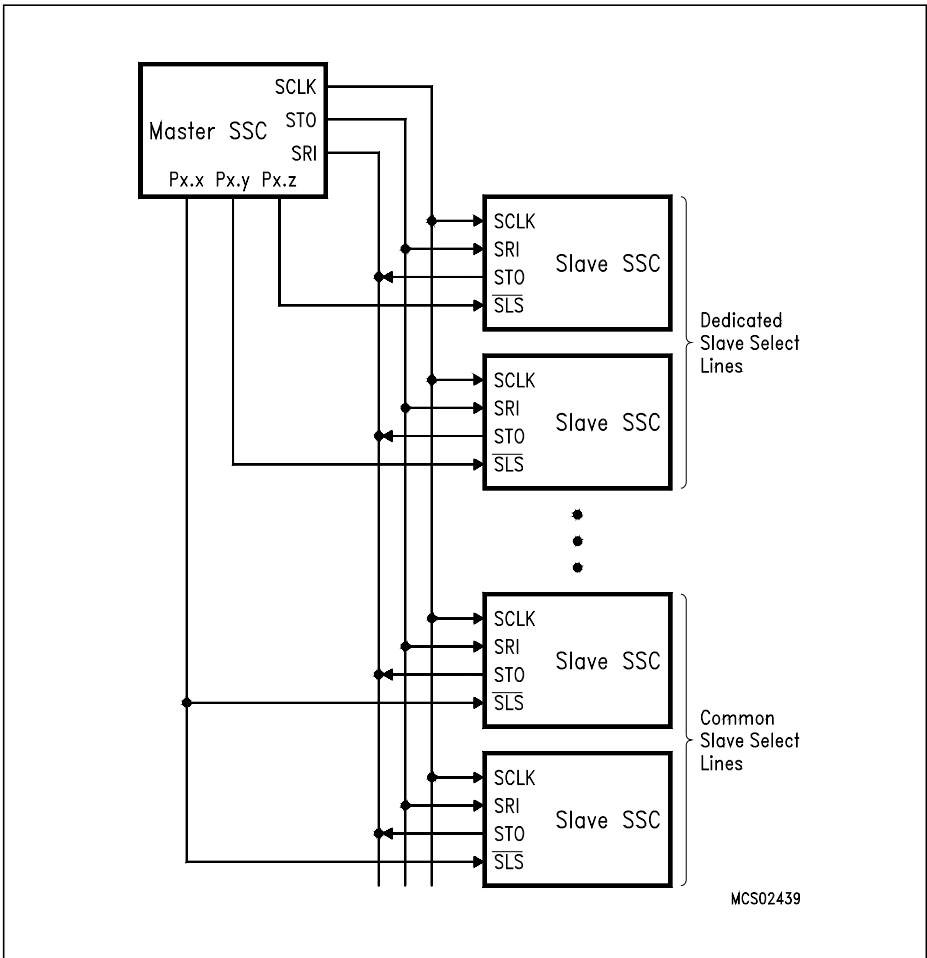 SCLK
STO
Master SSC
SRI
Px.x Px.y Px.z
SCLK
SRI
Slave SSC
STO
SLS
Dedicated
Slave Select
Lines
SCLK
SRI
Slave SSC
STO
SLS
SCLK
SRI
Slave SSC
STO
SLS
Common
Slave Select
Lines
SCLK
SRI
Slave SSC
STO
SLS
MCS02439